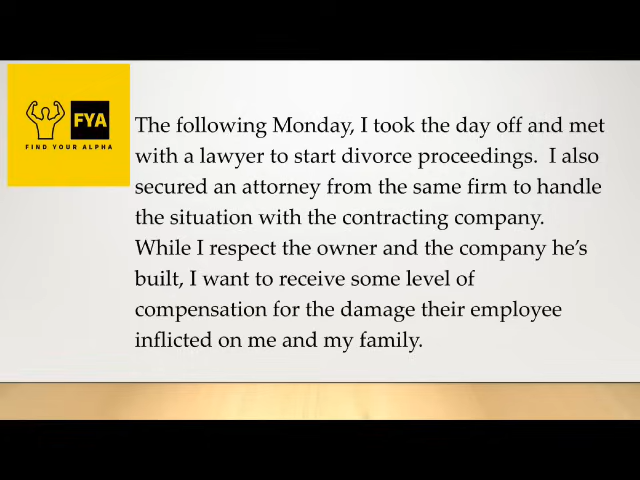 FYA
FIND YOUR ALPHA
The following Monday, I took the day off and met
with a lawyer to start divorce proceedings.  I also
secured an attorney from the same firm to handle
the situation with the contracting company.
While I respect the owner and the company he's
built, I want to receive some level of
compensation for the damage their employee
inflicted on me and my family.